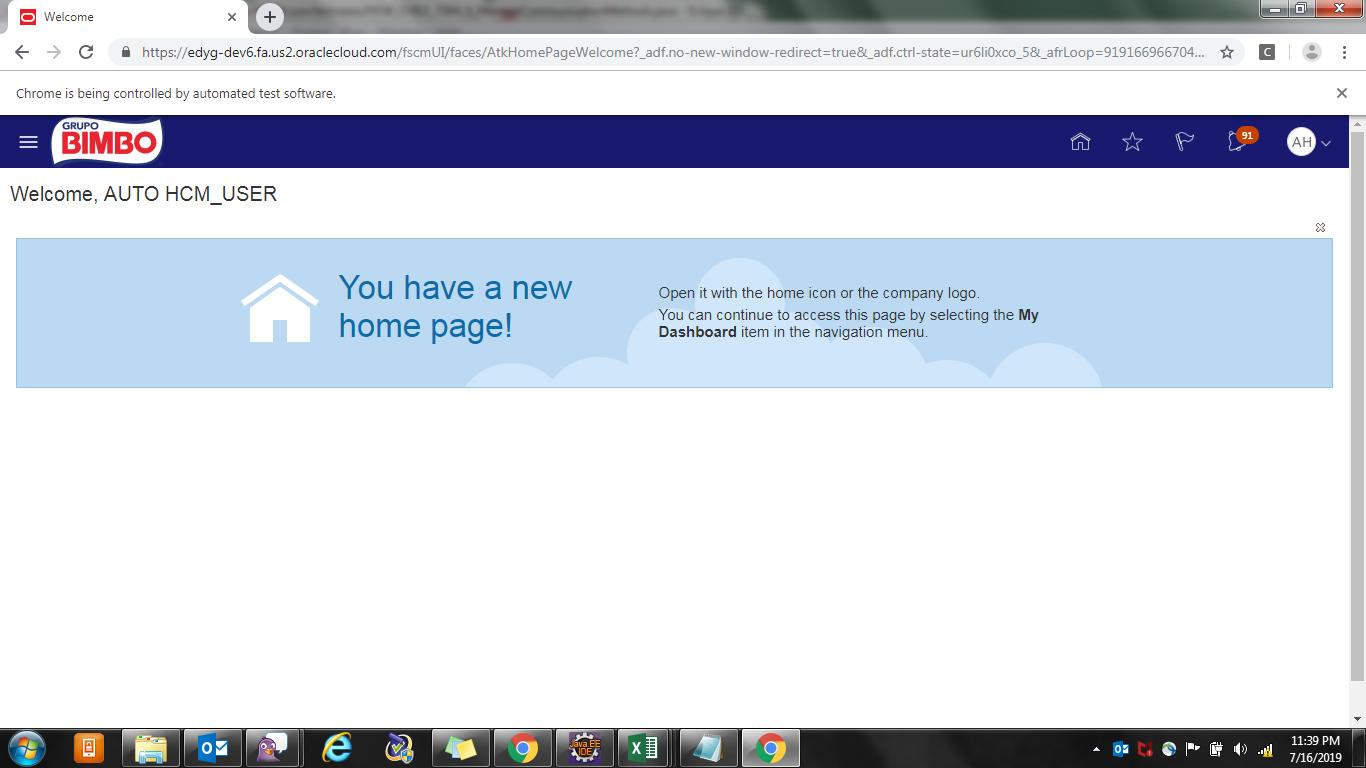 Welcome
https://edyg-dev6.fa.us2.oraclecloud.com/fscmUI/faces/AtkHomePageWelcome?_adf.no-new-window-redirect=true&_adf.ctrl-state=ur6li0xco_5&_afrLoop=919166966704...
C
Chrome is being controlled by automated test software.
GRUPO
BIMBO
91
AH
Welcome, AUTO HCM_USER
You have a new
home page!
Open it with the home icon or the company logo.
You can continue to access this page by selecting the My
Dashboard item in the navigation menu.
Java EE
IDE
11:39 PM
7/16/2019